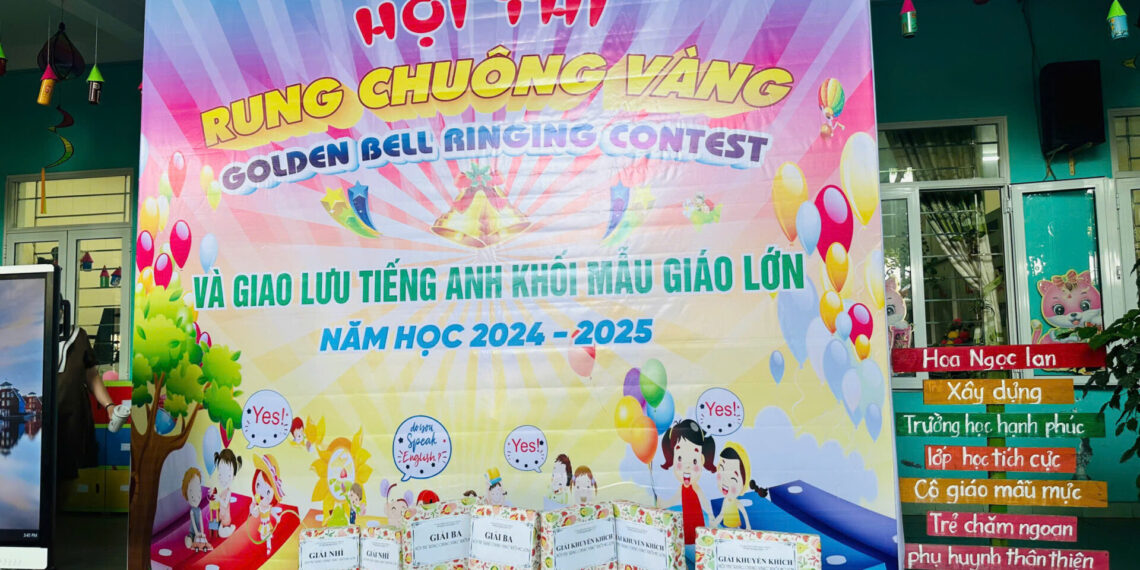 HỘI THI
RUNG CHUÔNG VÀNG
GOLDEN BELL RINGING CONTEST
VÀ GIAO LƯU TIẾNG ANH KHỐI MẪU GIÁO LỚN
NĂM HỌC 2024 - 2025
Yes!
do you
Speak
English?
Yes!
Yes!
GIẢI NHÌ
GIẢI NHÌ
GIẢI BA
GIẢI BA
GIẢI KHUYẾN KHÍCH
GIẢI KHUYẾN KHÍCH
GIẢI KHUYẾN KHÍCH
Hoa Ngọc lan
Xây dựng
Trường học hạnh phúc
lớp học tích cực
Cô giáo mẫu mực
Trẻ chăm ngoan
phụ huynh thân thiện